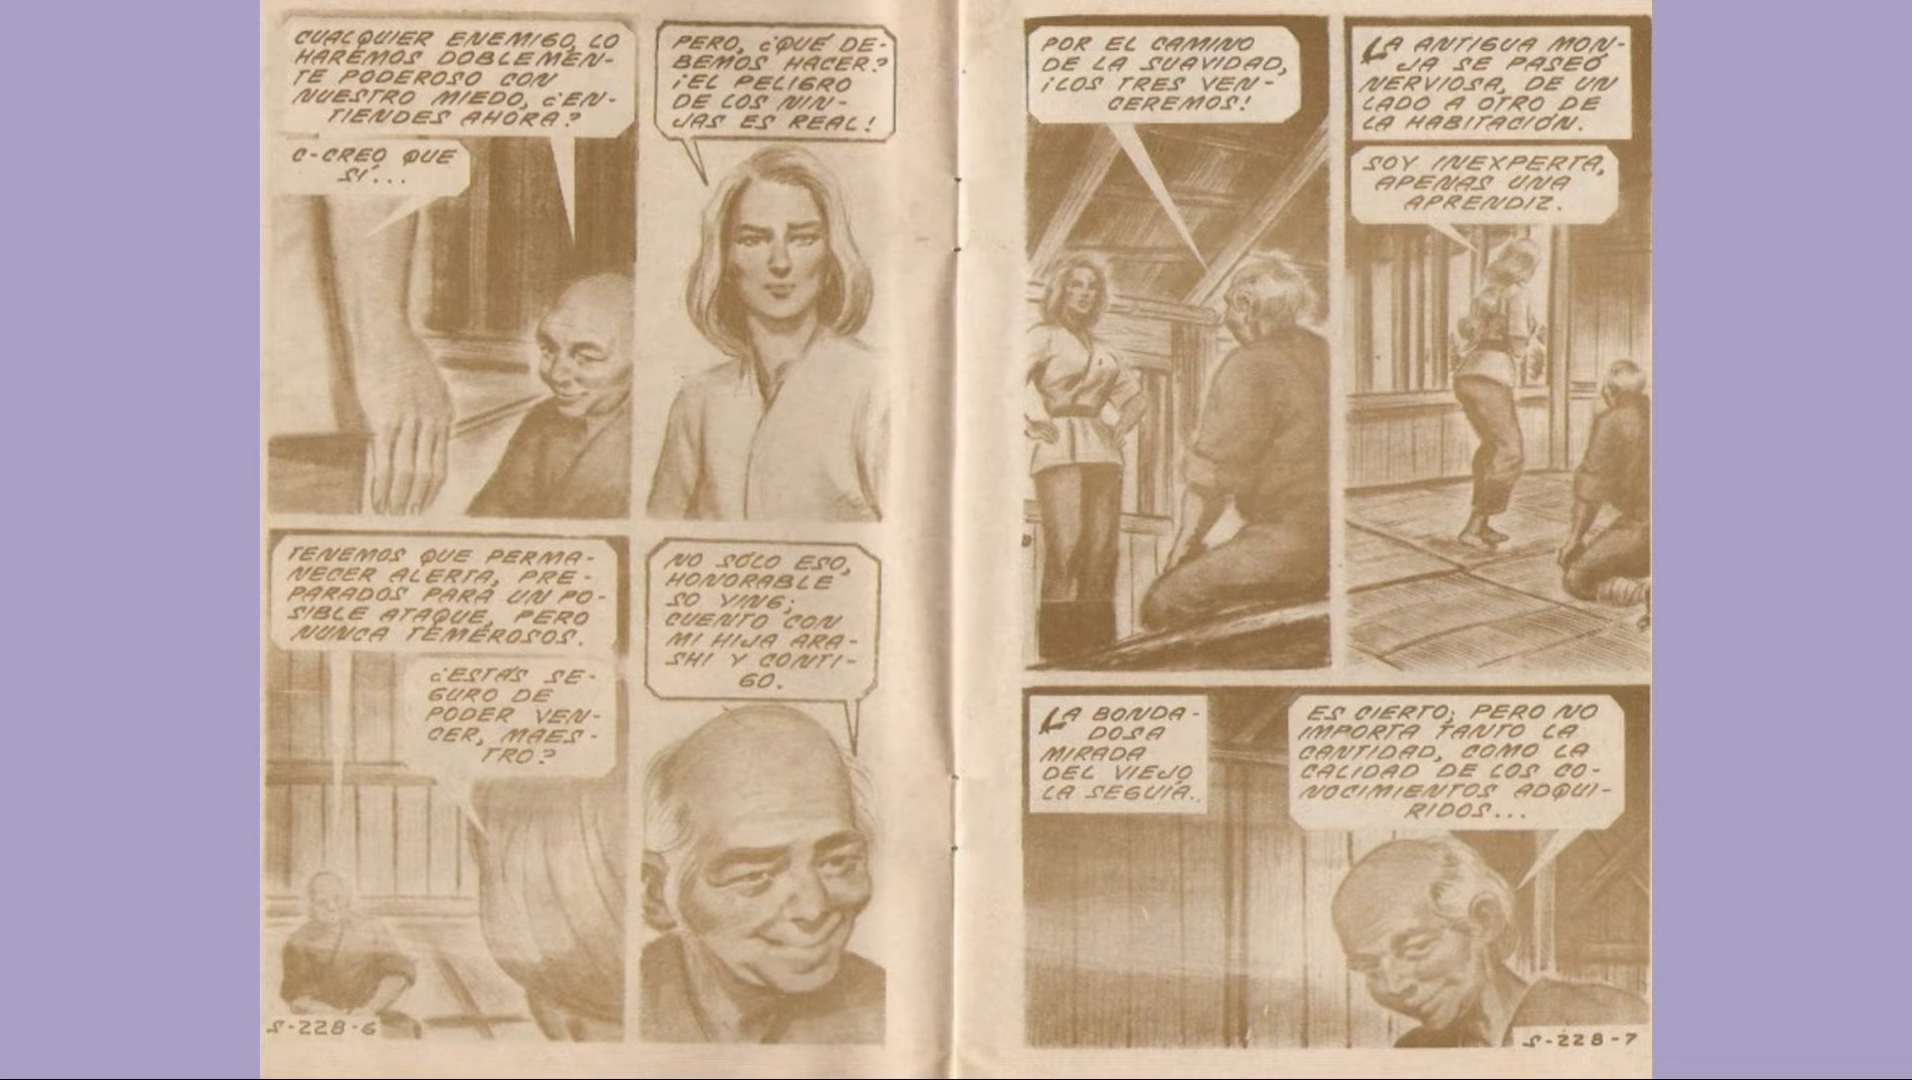 CUALQUIER ENEMIGO, LO
HAREMOS DOBLEMEN-
TE PODEROSO CON
NUESTRO MIEDO, ¿EN-
TIENDES AHORA?
C-CREO QUE
SÍ...
PERO, ¿QUÉ DE-
BEMOS HACER?
¡EL PELIGRO
DE LOS NIN-
JAS ES REAL!
TENEMOS QUE PERMA-
NECER ALERTA, PRE-
PARADOS PARA UN PO-
SIBLE ATAQUE, PERO
NUNCA TEMEROSOS.
¿ESTÁS SE-
GURO DE
PODER VEN-
CER, MAES-
TRO?
NO SÓLO ESO,
HONORABLE
SO YING;
CUENTO CON
MI HIJA ARA-
SHI Y CONTI-
GO.
S-228-6
POR EL CAMINO
DE LA SUAVIDAD,
¡LOS TRES VEN-
CEREMOS!
LA ANTIGUA MON-
JA SE PASEÓ
NERVIOSA, DE UN
LADO A OTRO DE
LA HABITACIÓN.
SOY INEXPERTA,
APENAS UNA
APRENDIZ.
LA BONDA-
DOSA
MIRADA
DEL VIEJO
LA SEGUÍA.
ES CIERTO; PERO NO
IMPORTA TANTO LA
CANTIDAD, COMO LA
CALIDAD DE LOS CO-
NOCIMIENTOS ADQUI-
RIDOS...
S-228-7